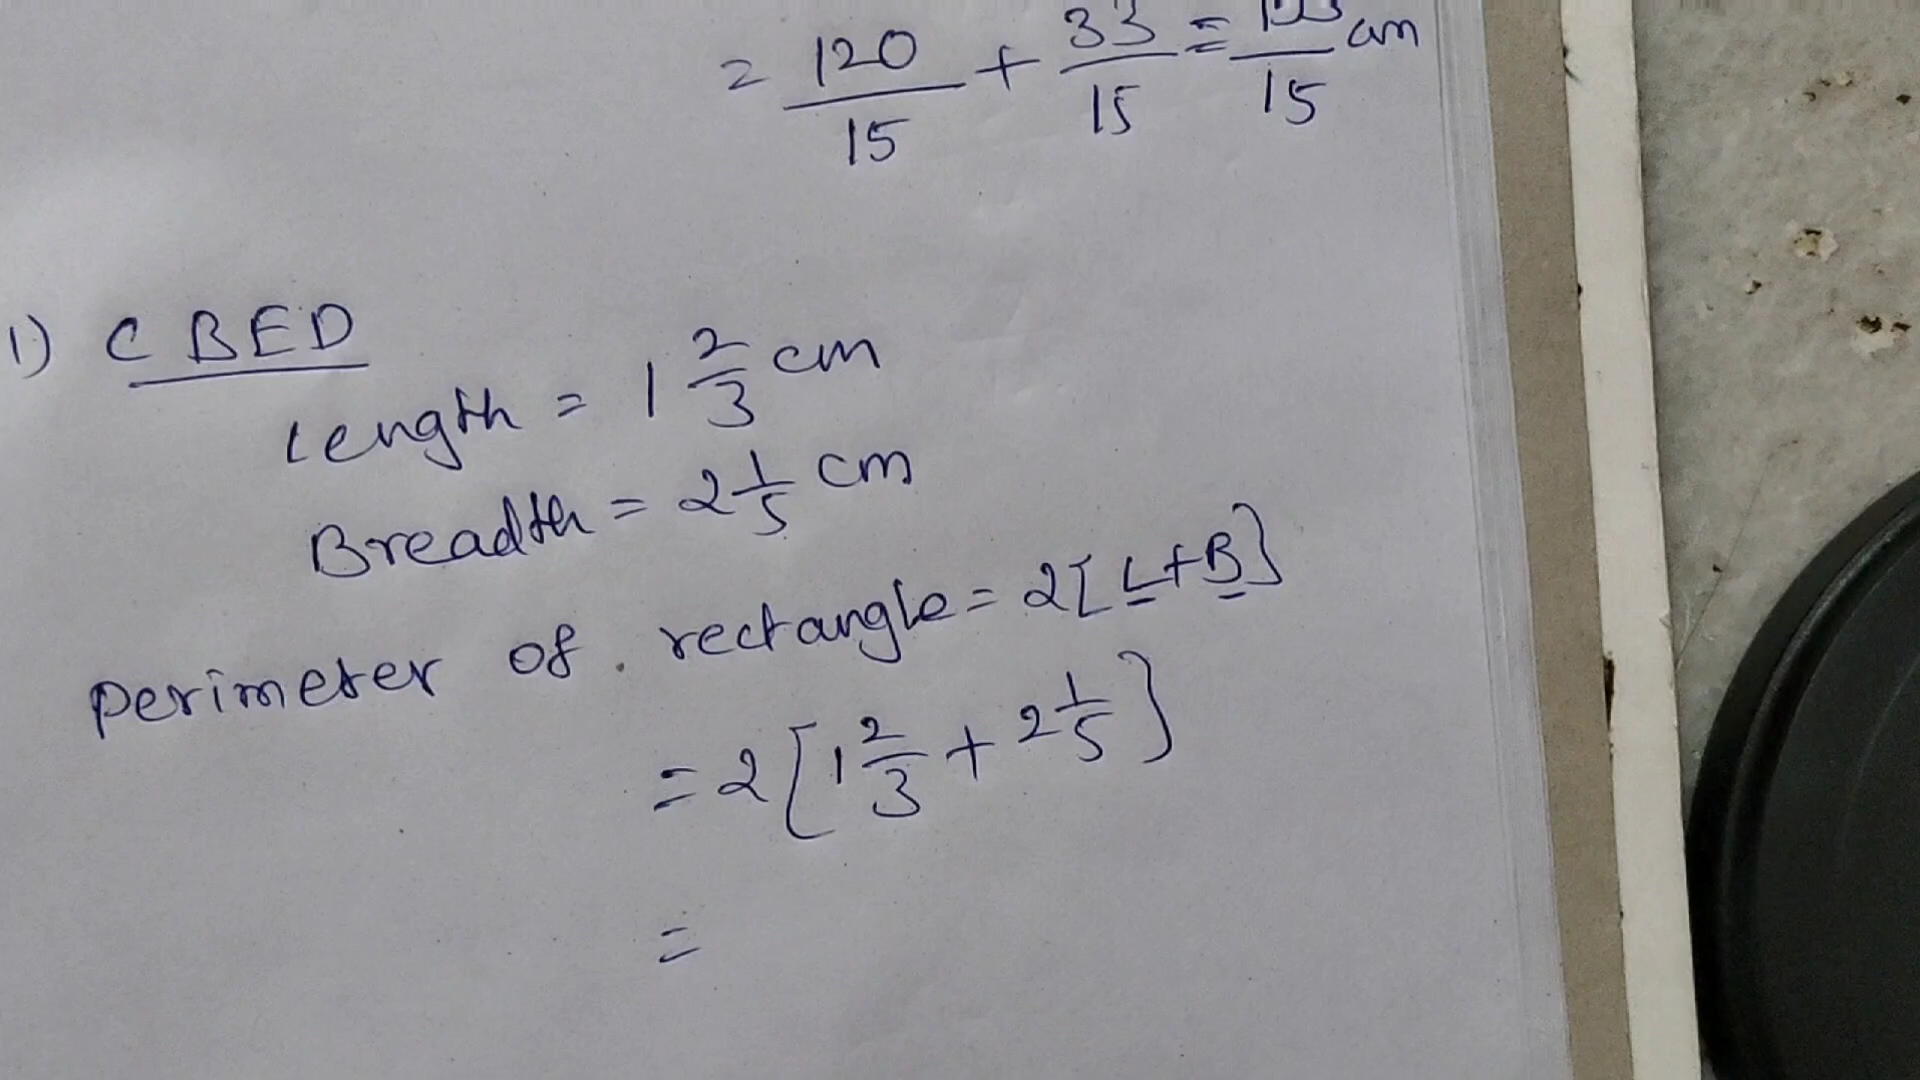 = 120/15 + 33/15 = /15 cm
1) CBED
Length = 1 2/3 cm
Breadth = 2 1/5 cm
Perimeter of rectangle = 2[L+B]
= 2[1 2/3 + 2 1/5]
=